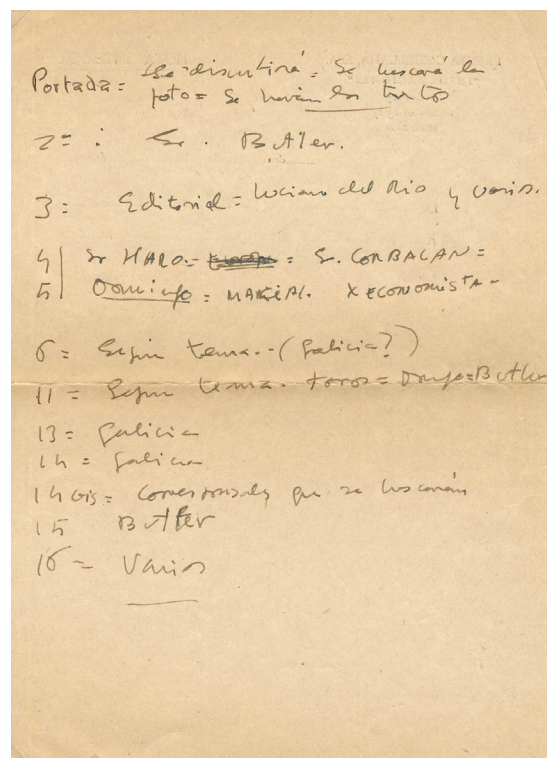 Portada = Se discutirá = Se buscará la
foto = Se harán los textos
2= : Sr. Butler.
3: Editorial = Luciano del Rio y varios.
4 Sr HARO = = Sr. CORBALAN =
5 Domingo = MARCIAL. X ECONOMISTA -
6 = Según tema - (Galicia?)
11 = Según tema. toros = = Butler
13 = Galicia
14 = Galicia
14 bis = Corresponsales que se buscarán
15 Butler
16 = Varios